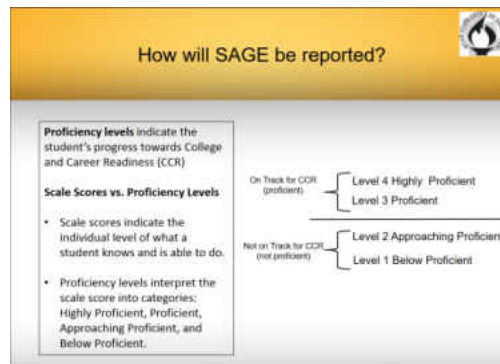 How will SAGE be reported?
Proficiency levels indicate the
student's progress towards College
and Career Readiness (CCR)
Scale Scores vs. Proficiency Levels
• Scale scores indicate the
individual level of what a
student knows and is able to do.
• Proficiency levels interpret the
scale score into categories:
Highly Proficient, Proficient,
Approaching Proficient, and
Below Proficient.
On Track for CCR
(proficient)
Level 4 Highly Proficient
Level 3 Proficient
Not on Track for CCR
(not proficient)
Level 2 Approaching Proficien
Level 1 Below Proficient